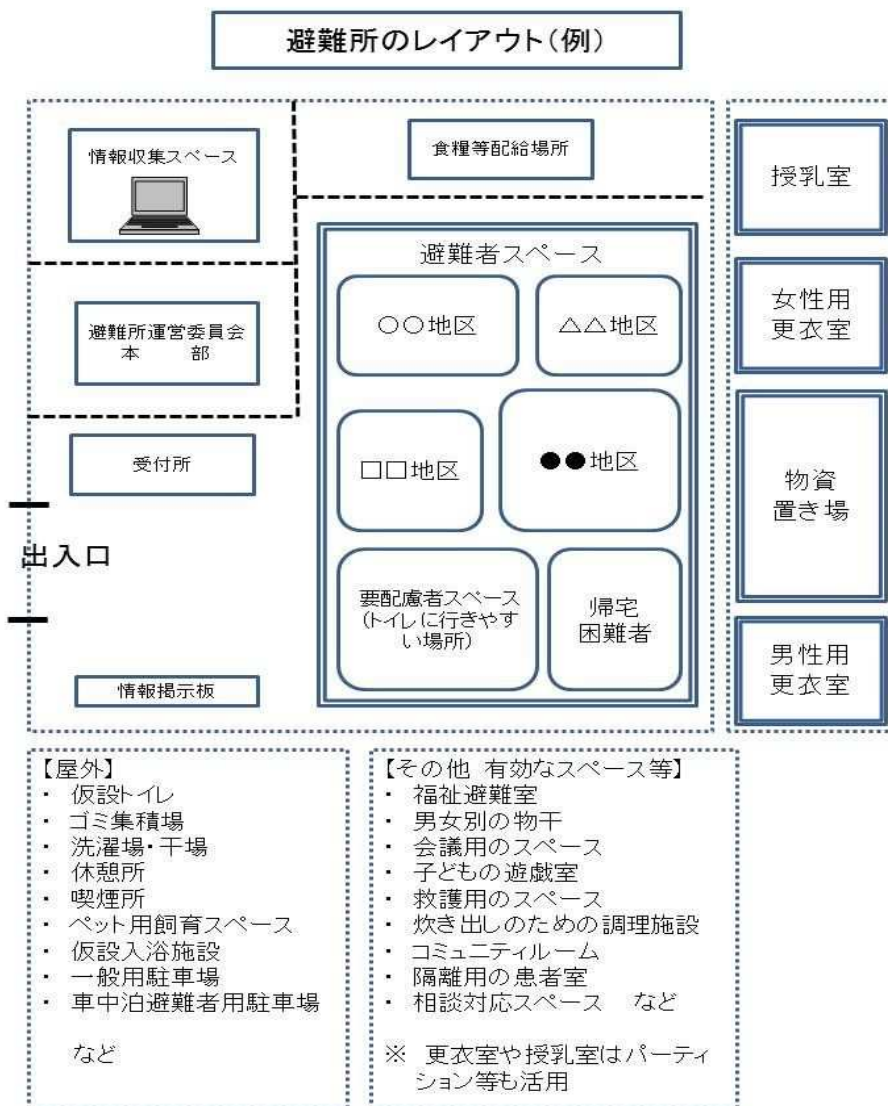 避難所のレイアウト(例)
情報収集スペース
食糧等配給場所
授乳室
避難者スペース
○○地区
△△地区
女性用
更衣室
避難所運営委員会
本 部
受付所
□□地区
●●地区
物資
置き場
出入口
要配慮者スペース
(トイレに行きやす
い場所)
帰宅
困難者
男性用
更衣室
情報掲示板
【屋外】
・ 仮設トイレ
・ ゴミ集積場
・ 洗濯場・干場
・ 休憩所
・ 喫煙所
・ ペット用飼育スペース
・ 仮設入浴施設
・ 一般用駐車場
・ 車中泊避難者用駐車場
など
【その他 有効なスペース等】
・ 福祉避難室
・ 男女別の物干
・ 会議用のスペース
・ 子どもの遊戯室
・ 救護用のスペース
・ 炊き出しのための調理施設
・ コミュニティルーム
・ 隔離用の患者室
・ 相談対応スペース など
※ 更衣室や授乳室はパーティ
ション等も活用